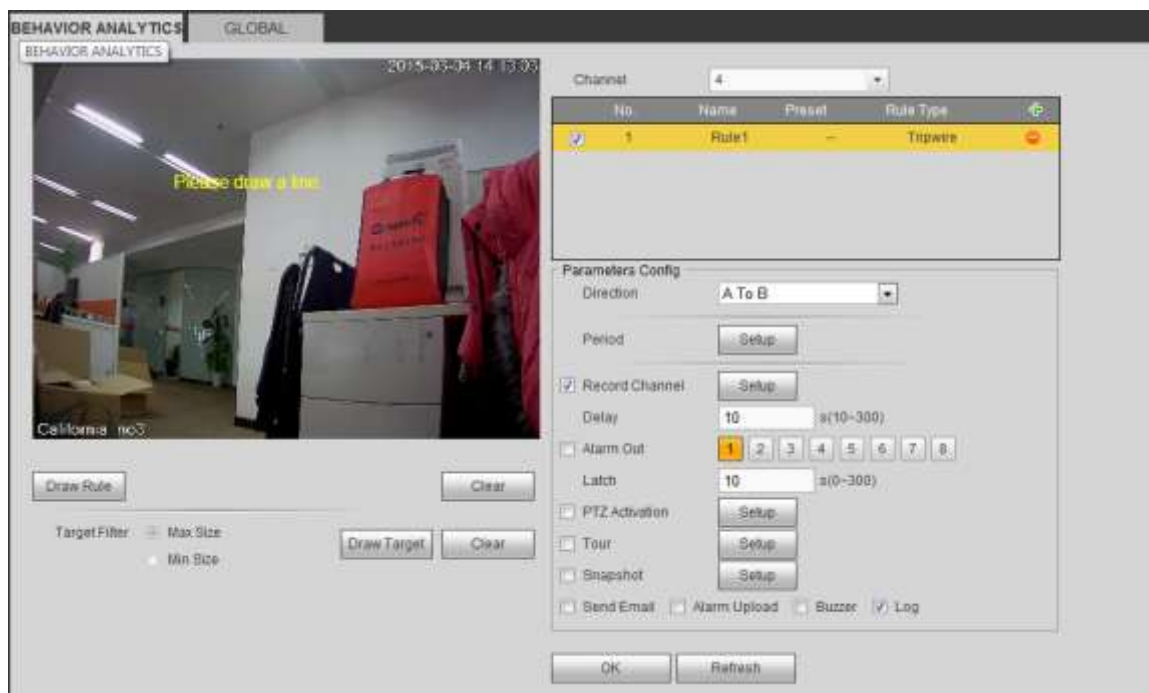 BEHAVIOR ANALYTICS GLOBAL
BEHAVIOR ANALYTICS
2015-03-04 14:13:03
Please draw a line.
California no3
Draw Rule Clear
Target Filter Max Size
Min Size
Draw Target Clear
Channel 4
No. Name Preset Rule Type
1 Rule1 -- Tripwire
Parameters Config
Direction A To B
Period Setup
Record Channel Setup
Delay 10 s(10~300)
Alarm Out 1 2 3 4 5 6 7 8
Latch 10 s(0~300)
PTZ Activation Setup
Tour Setup
Snapshot Setup
Send Email Alarm Upload Buzzer Log
OK Refresh